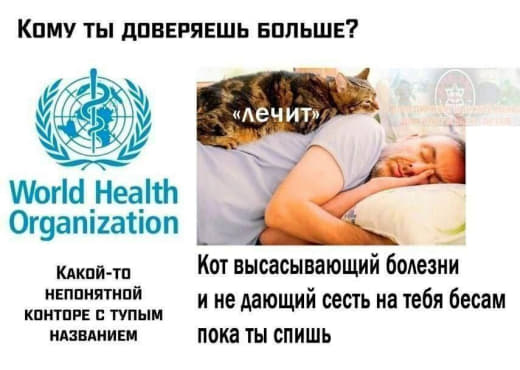 Кому ты доверяешь больше?
«лечит»
World Health
Organization
Какой-то
непонятной
конторе с тупым
названием
Кот высасывающий болезни
и не дающий сесть на тебя бесам
пока ты спишь